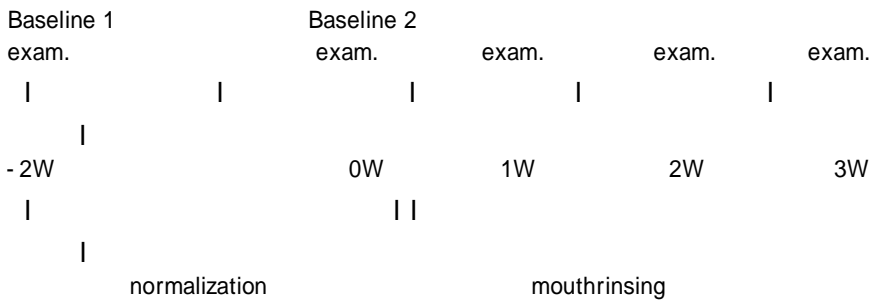 Baseline 1 Baseline 2
exam. exam. exam. exam. exam.
| | | | |
|
- 2W 0W 1W 2W 3W
| | |
|
normalization mouthrinsing